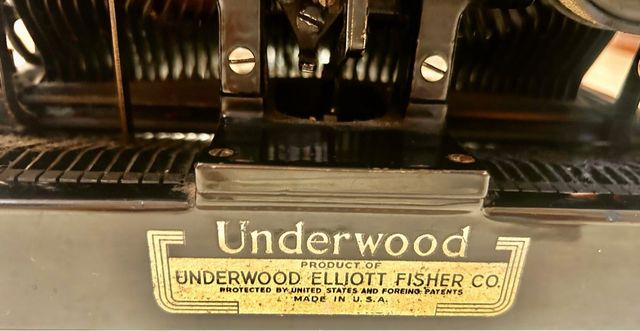 Underwood
PRODUCT OF
UNDERWOOD ELLIOTT FISHER CO.
PROTECTED BY UNITED STATES AND FOREING PATENTS
MADE IN U.S.A.